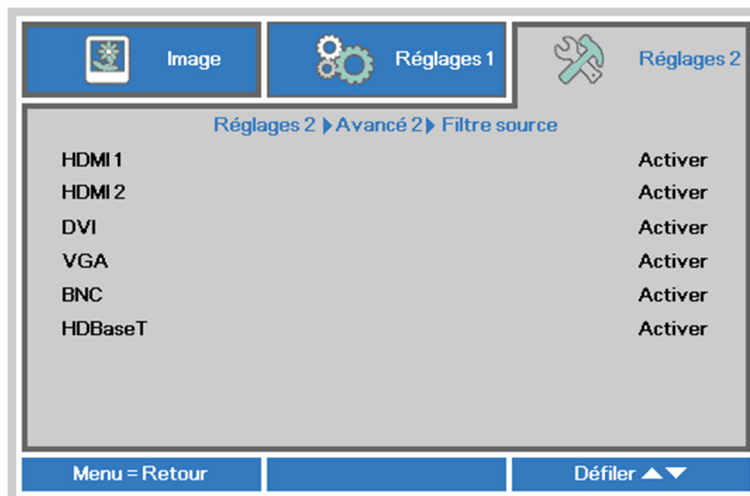 Image Réglages 1 Réglages 2
Réglages 2 ▶ Avancé 2 ▶ Filtre source
HDMI 1 Activer
HDMI 2 Activer
DVI Activer
VGA Activer
BNC Activer
HDBaseT Activer
Menu = Retour Défiler ▲▼